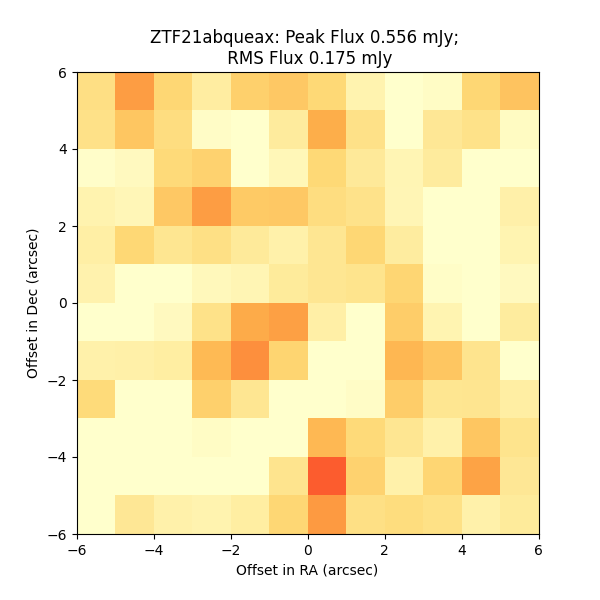 ZTF21abqueax: Peak Flux 0.556 mJy;
RMS Flux 0.175 mJy
6
4
2
0
−2
−4
−6
Offset in Dec (arcsec)
−6 −4 −2 0 2 4 6
Offset in RA (arcsec)